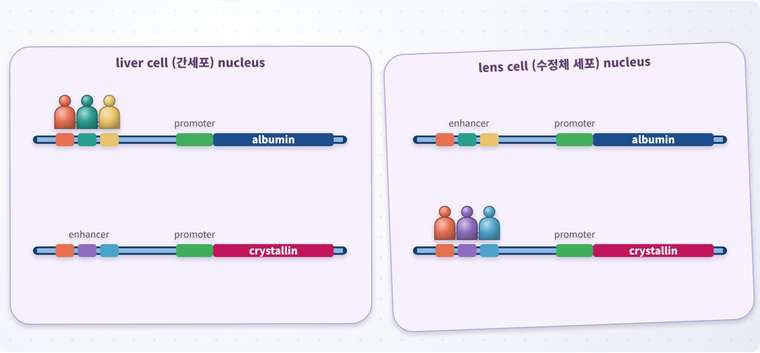 liver cell (간세포) nucleus
promoter
albumin
enhancer
promoter
crystallin
lens cell (수정체 세포) nucleus
enhancer
promoter
albumin
promoter
crystallin